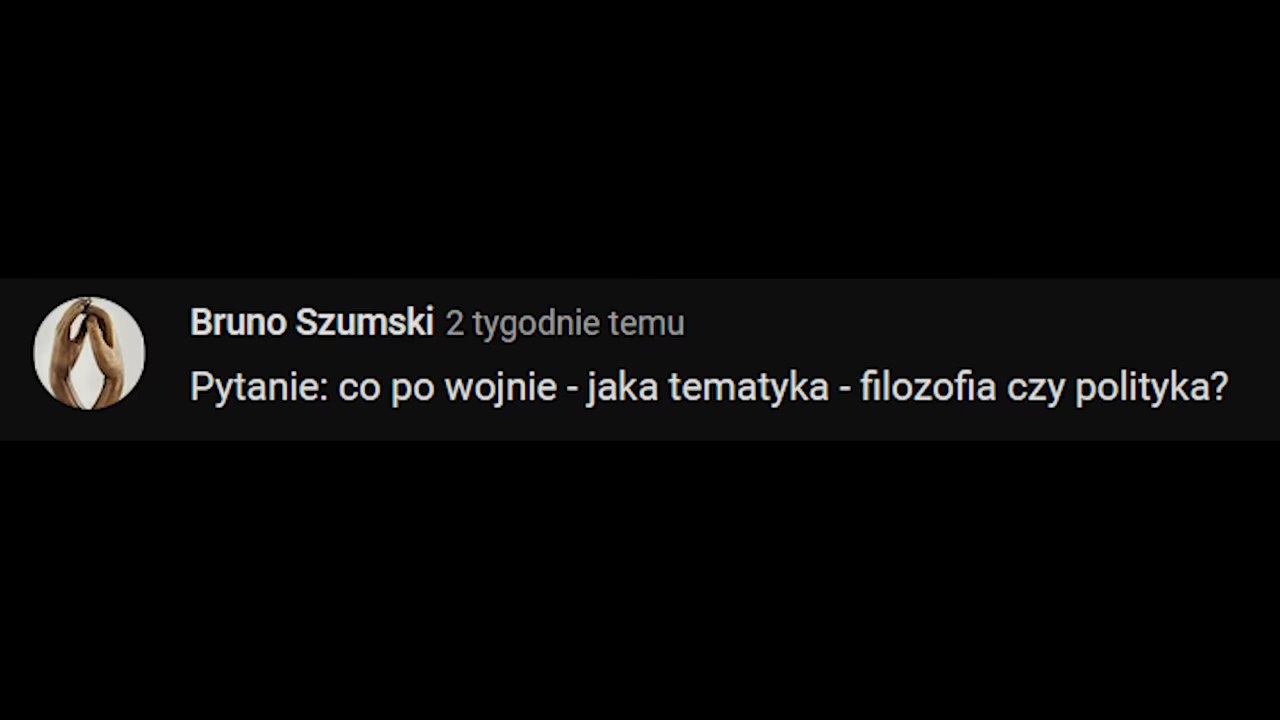 Bruno Szumski 2 tygodnie temu
Pytanie: co po wojnie - jaka tematyka - filozofia czy polityka?